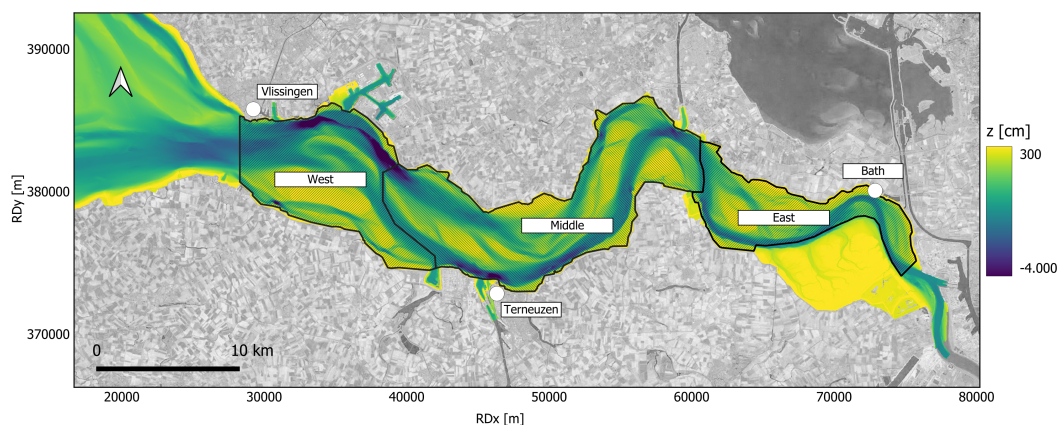 390000
380000
370000
RDy [m]
Vlissingen
West
Middle
Terneuzen
East
Bath
z [cm]
300
-4.000
0
10 km
20000
30000
40000
50000
60000
70000
80000
RDx [m]